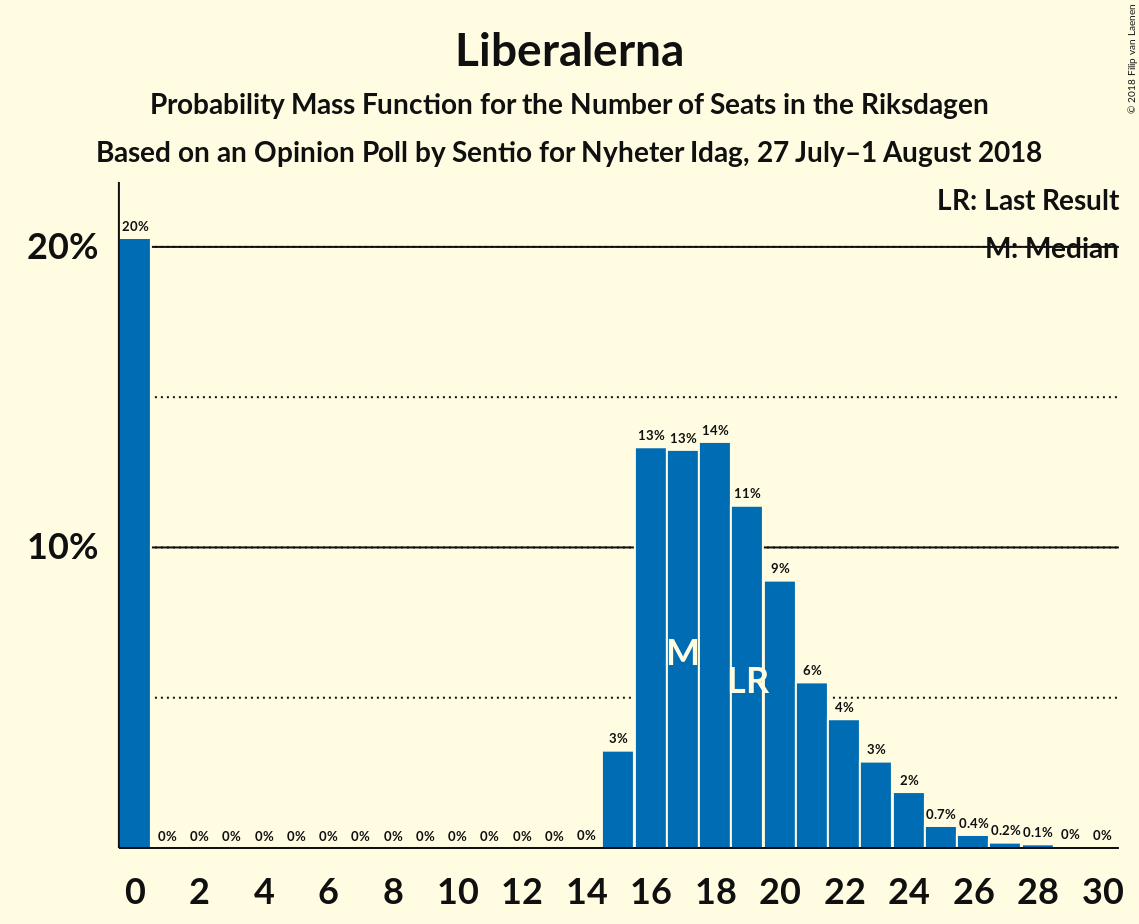 © 2018 Filip van Laenen
Liberalerna
Probability Mass Function for the Number of Seats in the Riksdagen
Based on an Opinion Poll by Sentio for Nyheter Idag, 27 July–1 August 2018
LR: Last Result
M: Median
20%
10%
20% 0% 0% 0% 0% 0% 0% 0% 0% 0% 0% 0% 0% 0% 0% 3% 13% 13% 14% 11% 9% 6% 4% 3% 2% 0.7% 0.4% 0.2% 0.1% 0% 0%
M
LR
0 2 4 6 8 10 12 14 16 18 20 22 24 26 28 30